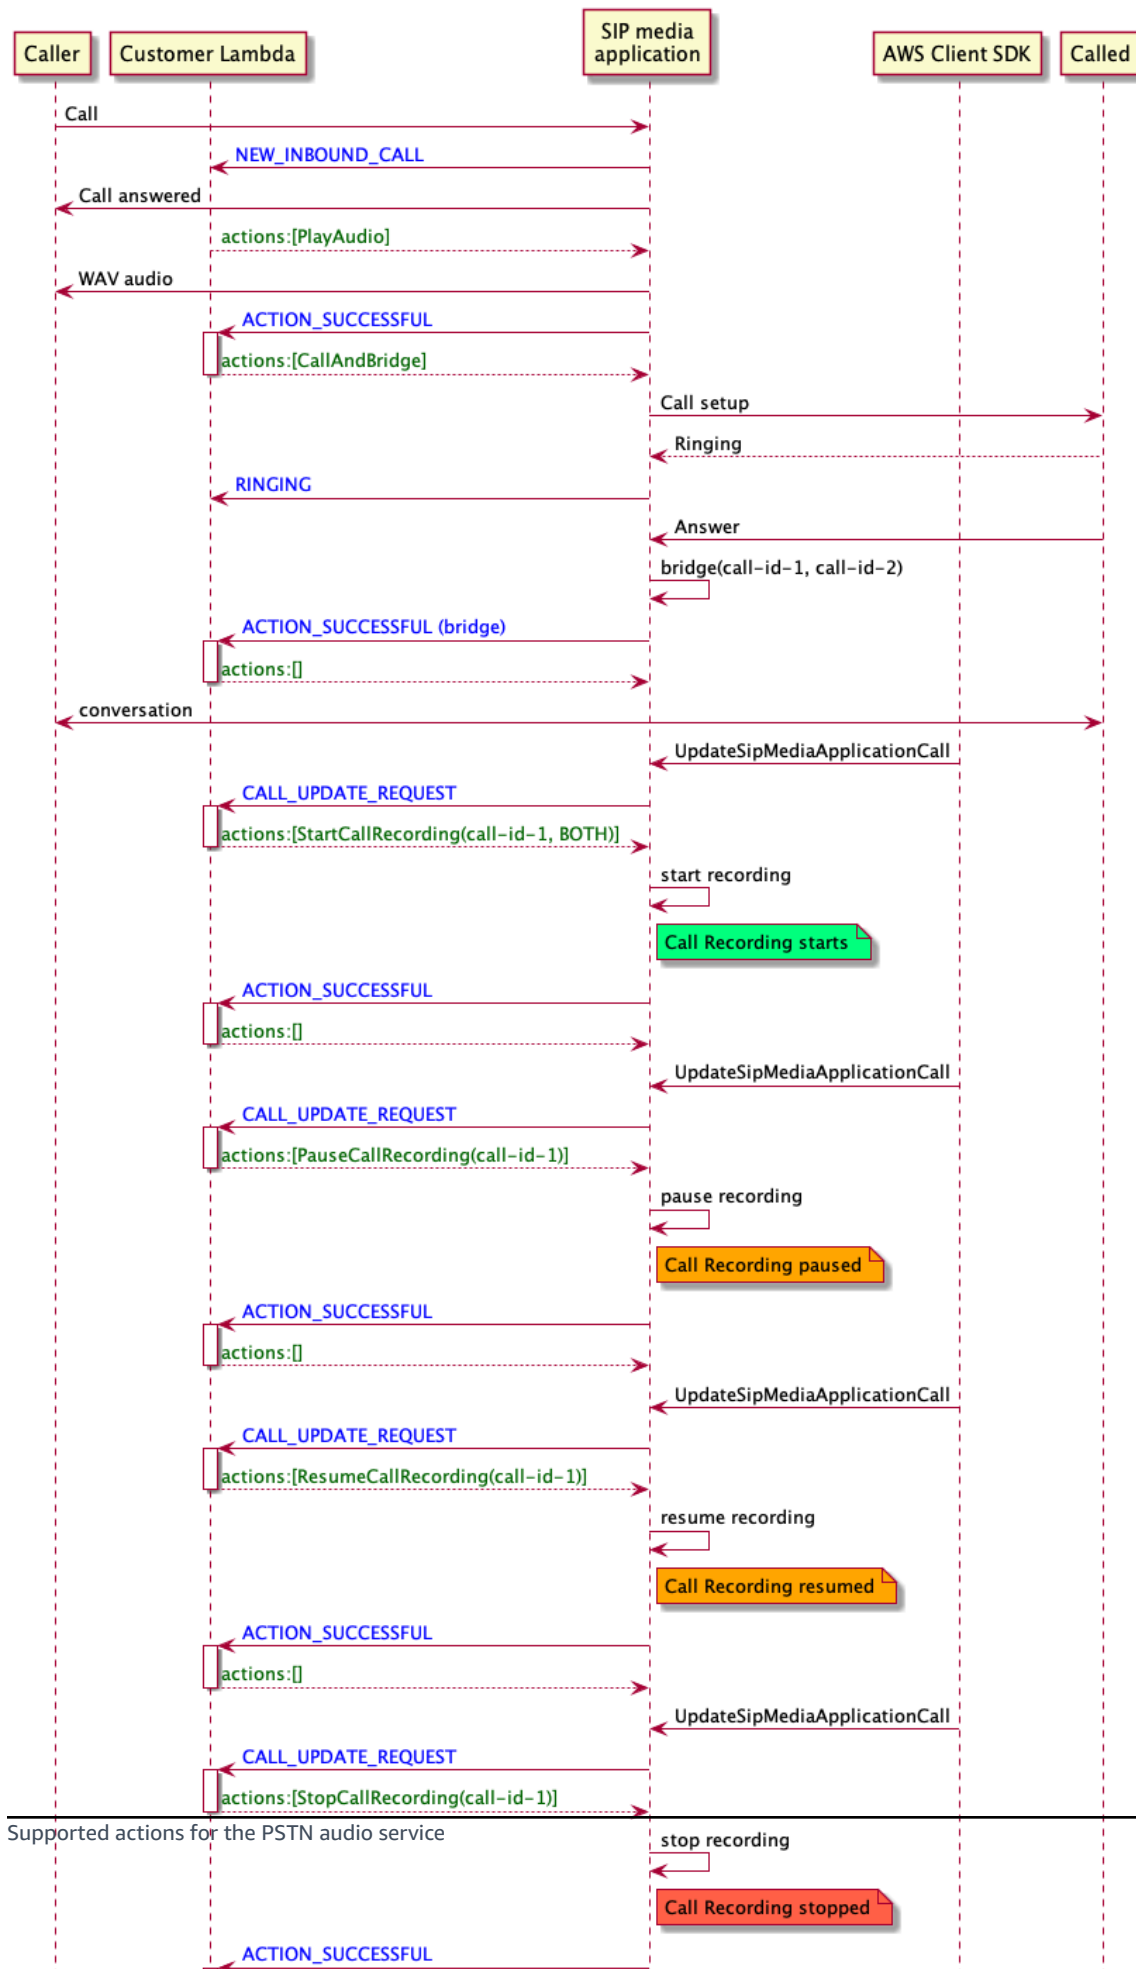 Caller
Customer Lambda
SIP media
application
AWS Client SDK
Called
Call
NEW_INBOUND_CALL
Call answered
actions:[PlayAudio]
WAV audio
ACTION_SUCCESSFUL
actions:[CallAndBridge]
Call setup
Ringing
RINGING
Answer
bridge(call-id-1, call-id-2)
ACTION_SUCCESSFUL (bridge)
actions:[]
conversation
UpdateSipMediaApplicationCall
CALL_UPDATE_REQUEST
actions:[StartCallRecording(call-id-1, BOTH)]
start recording
Call Recording starts
ACTION_SUCCESSFUL
actions:[]
UpdateSipMediaApplicationCall
CALL_UPDATE_REQUEST
actions:[PauseCallRecording(call-id-1)]
pause recording
Call Recording paused
ACTION_SUCCESSFUL
actions:[]
UpdateSipMediaApplicationCall
CALL_UPDATE_REQUEST
actions:[ResumeCallRecording(call-id-1)]
resume recording
Call Recording resumed
ACTION_SUCCESSFUL
actions:[]
UpdateSipMediaApplicationCall
CALL_UPDATE_REQUEST
actions:[StopCallRecording(call-id-1)]
Supported actions for the PSTN audio service
stop recording
Call Recording stopped
ACTION_SUCCESSFUL